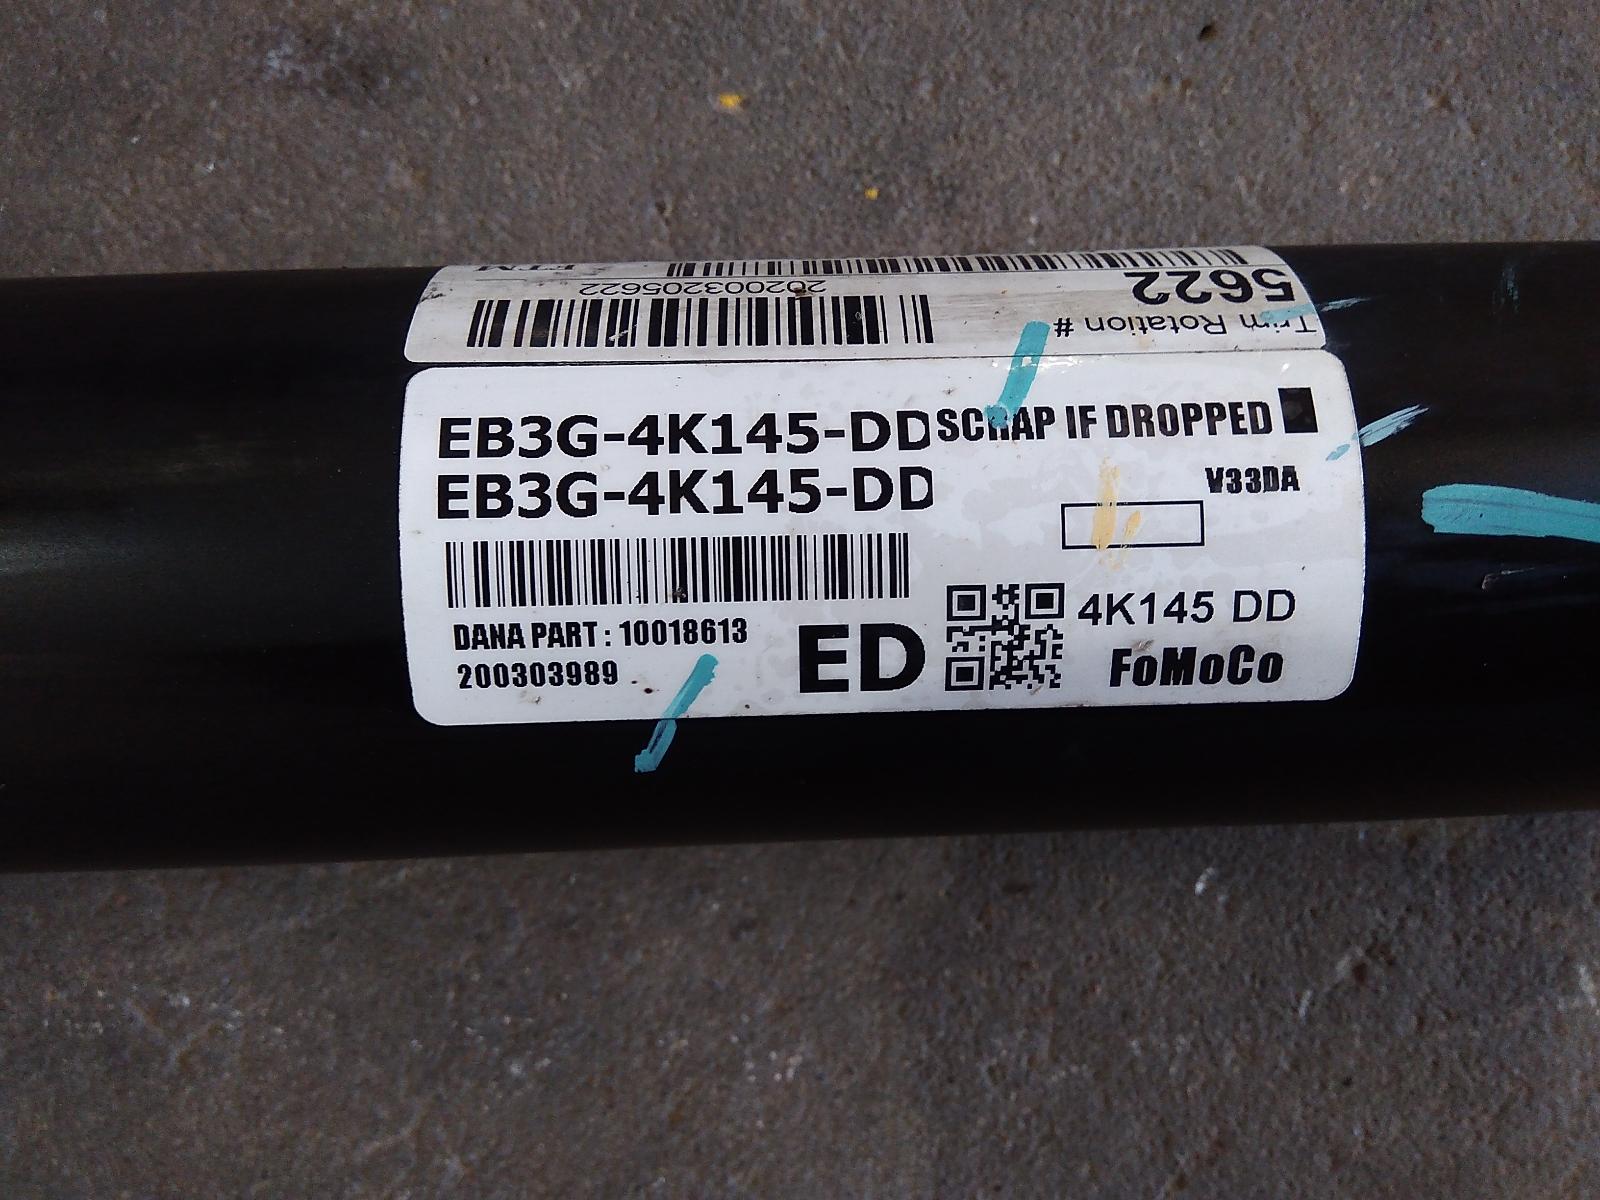 FTM
202003205622
5622
Trim Rotation #
EB3G-4K145-DD
SCRAP IF DROPPED
EB3G-4K145-DD
V33DA
DANA PART : 10018613
200303989
ED
4K145 DD
FoMoCo